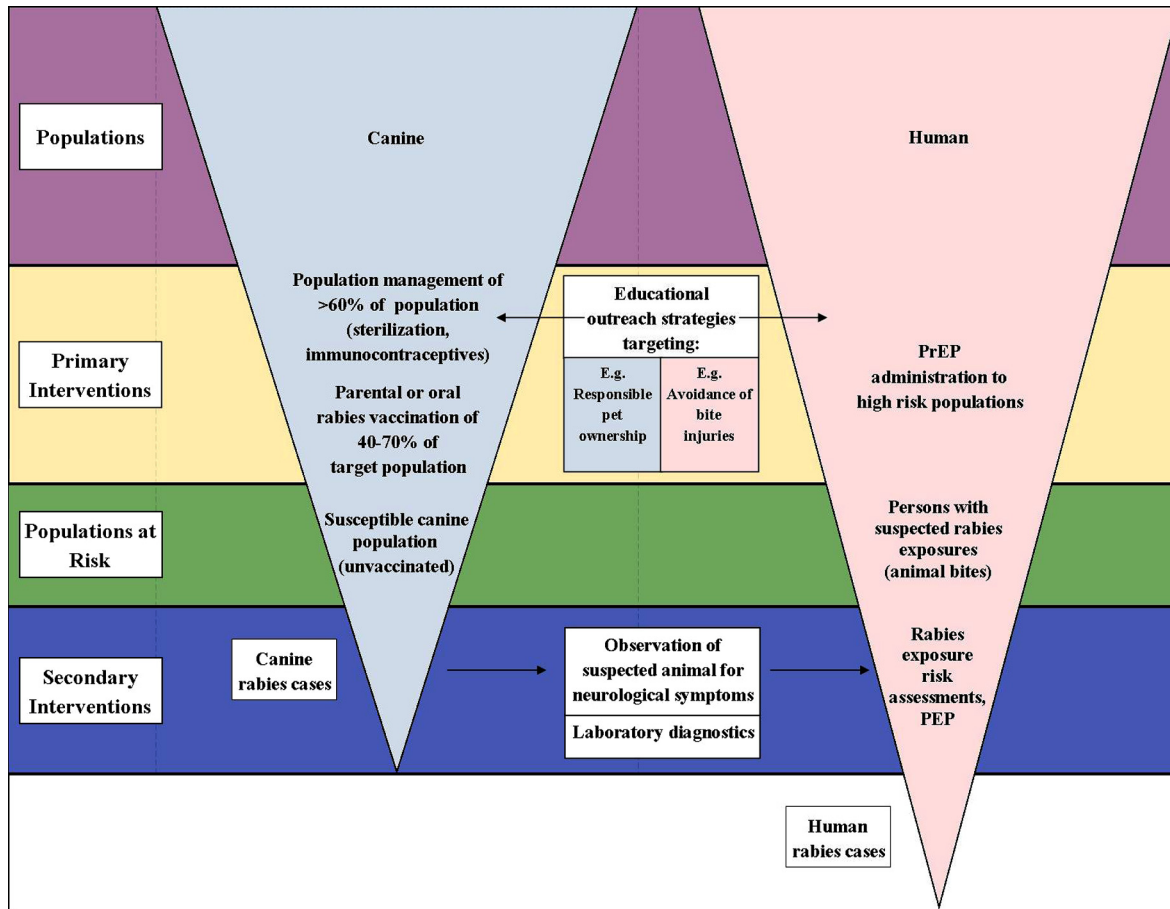 Populations
Canine
Human
Primary
Interventions
Population management of
>60% of population
(sterilization,
immunocontraceptives)
Parental or oral
rabies vaccination of
40-70% of
target population
Educational
outreach strategies
targeting:
E.g.
Responsible
pet
ownership
E.g.
Avoidance of
bite
injuries
PrEP
administration to
high risk populations
Populations at
Risk
Susceptible canine
population
(unvaccinated)
Persons with
suspected rabies
exposures
(animal bites)
Secondary
Interventions
Canine
rabies cases
Observation of
suspected animal for
neurological symptoms
Laboratory diagnostics
Rabies
exposure
risk
assessments,
PEP
Human
rabies cases